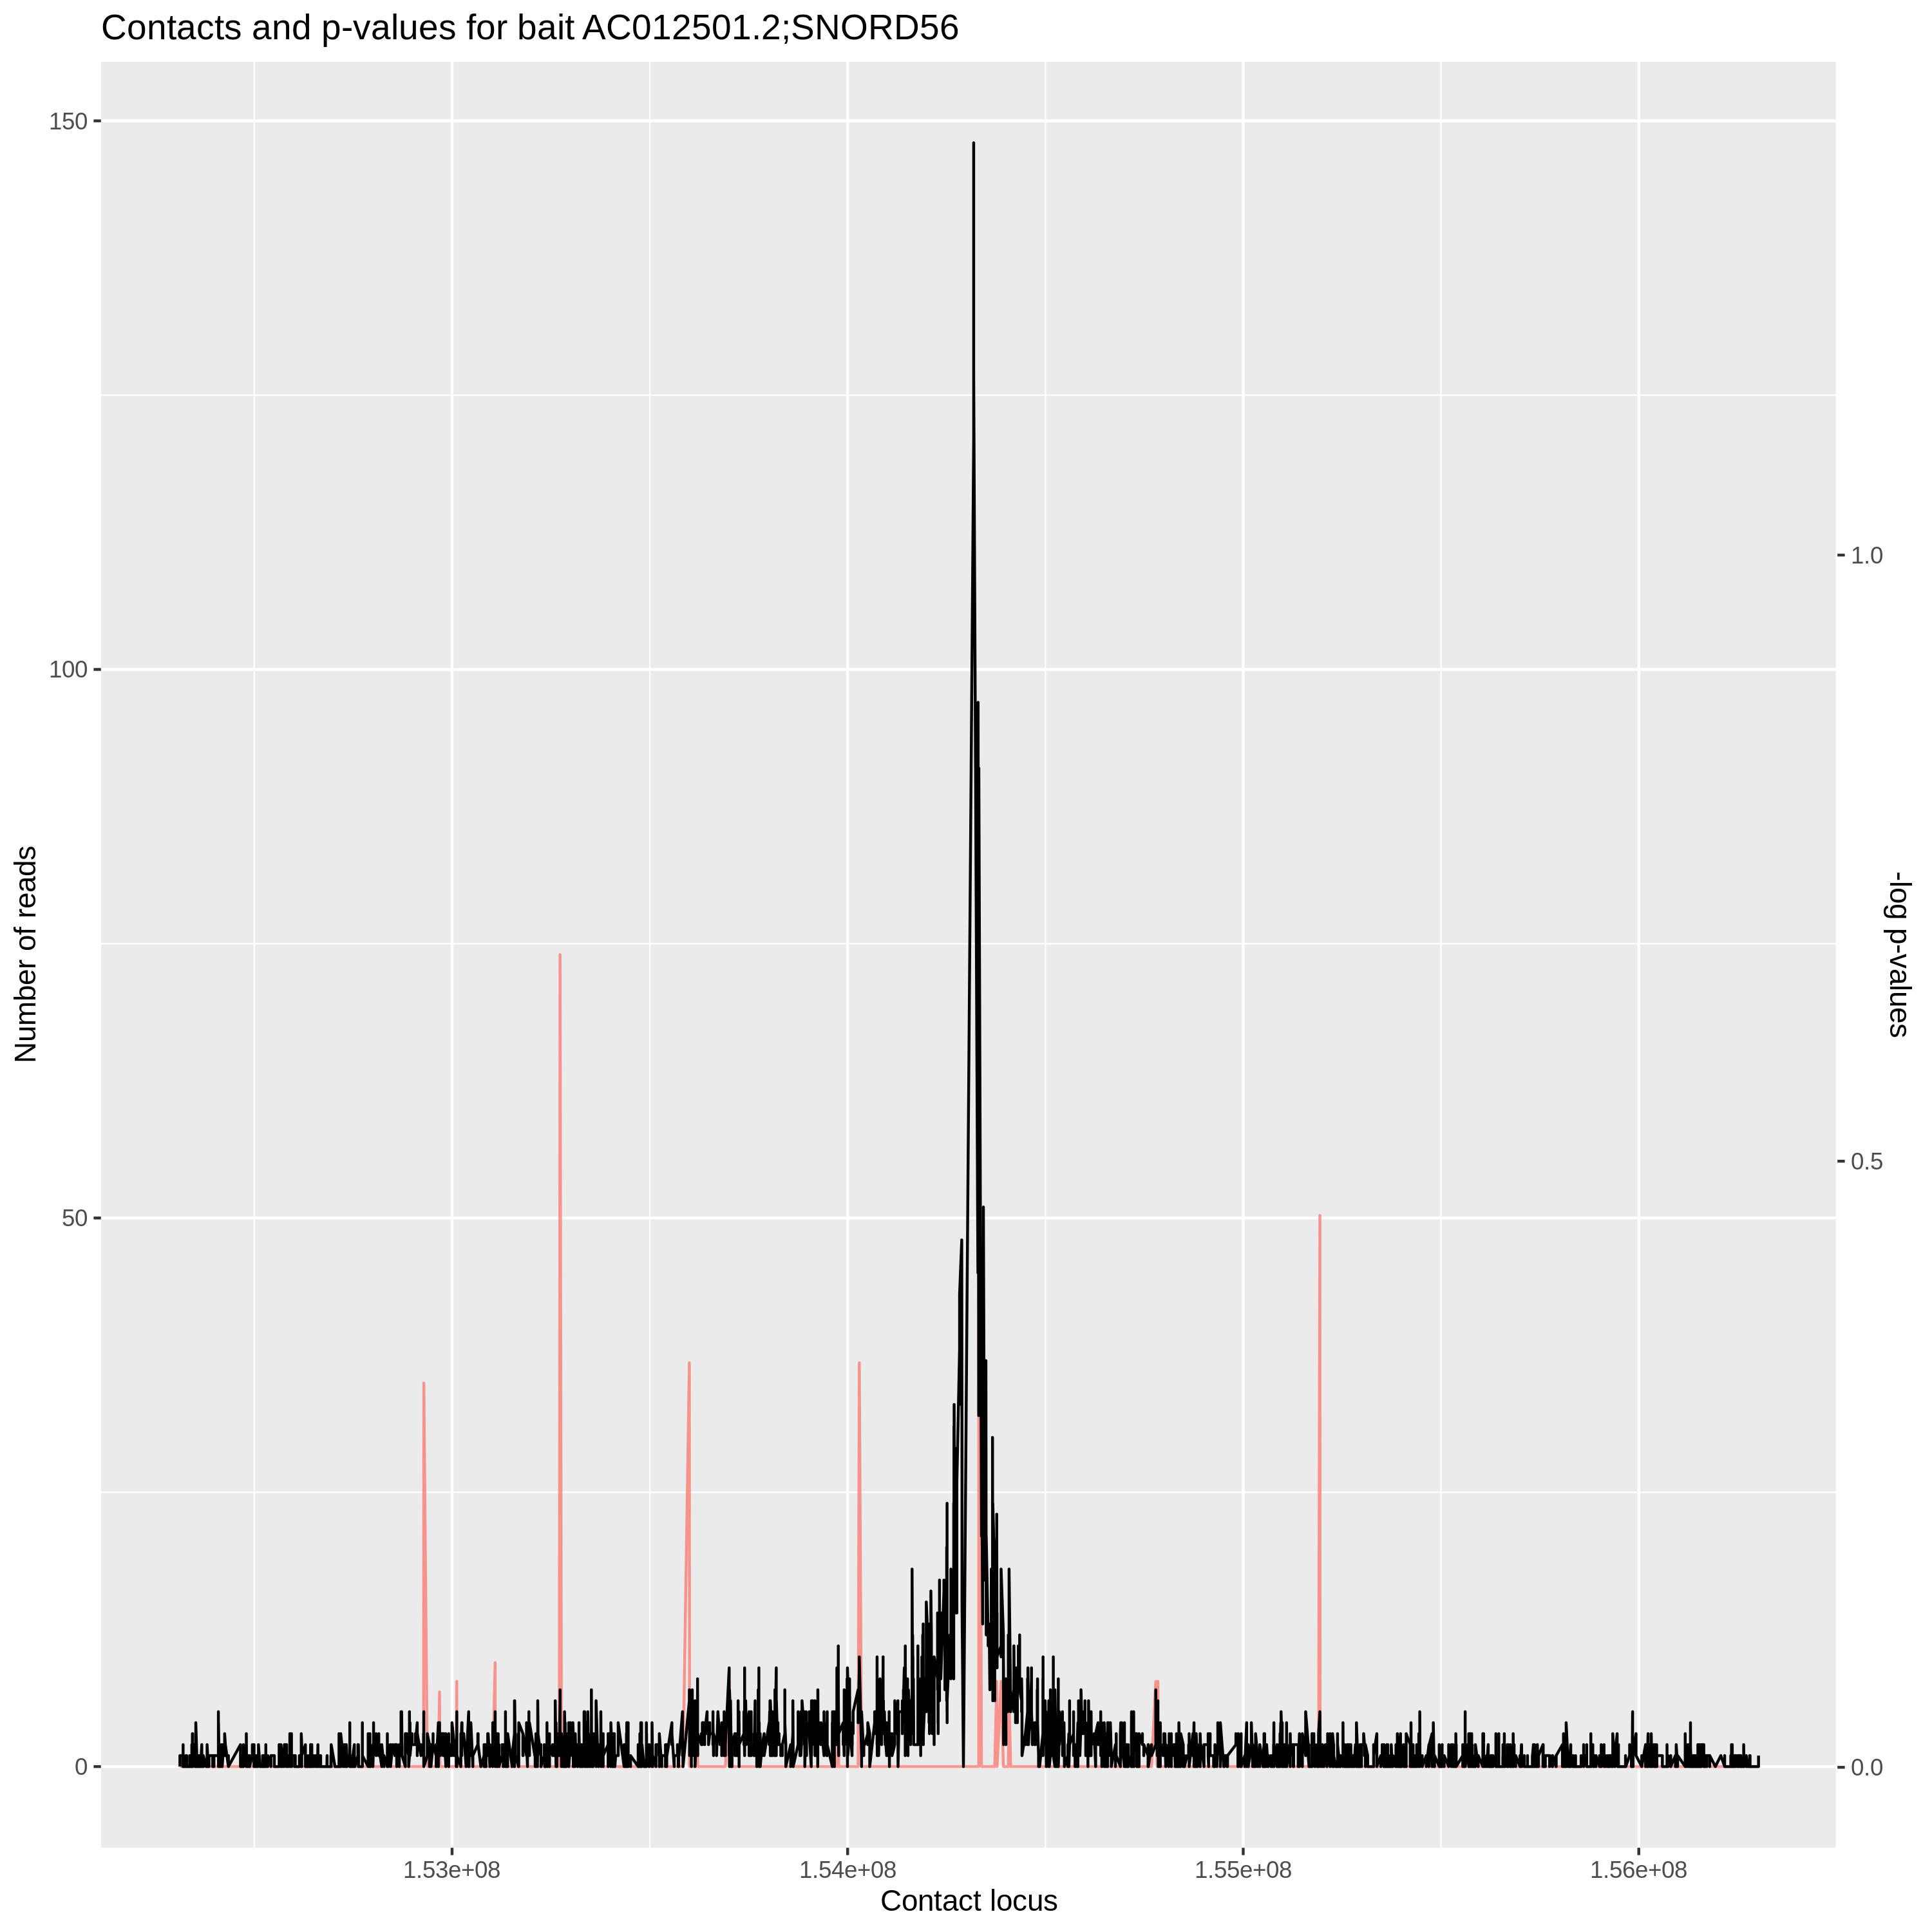 Contacts and p-values for bait AC012501.2;SNORD56
150
100
50
0
Number of reads
1.0
0.5
0.0
-log p-values
1.53e+08
1.54e+08
1.55e+08
1.56e+08
Contact locus